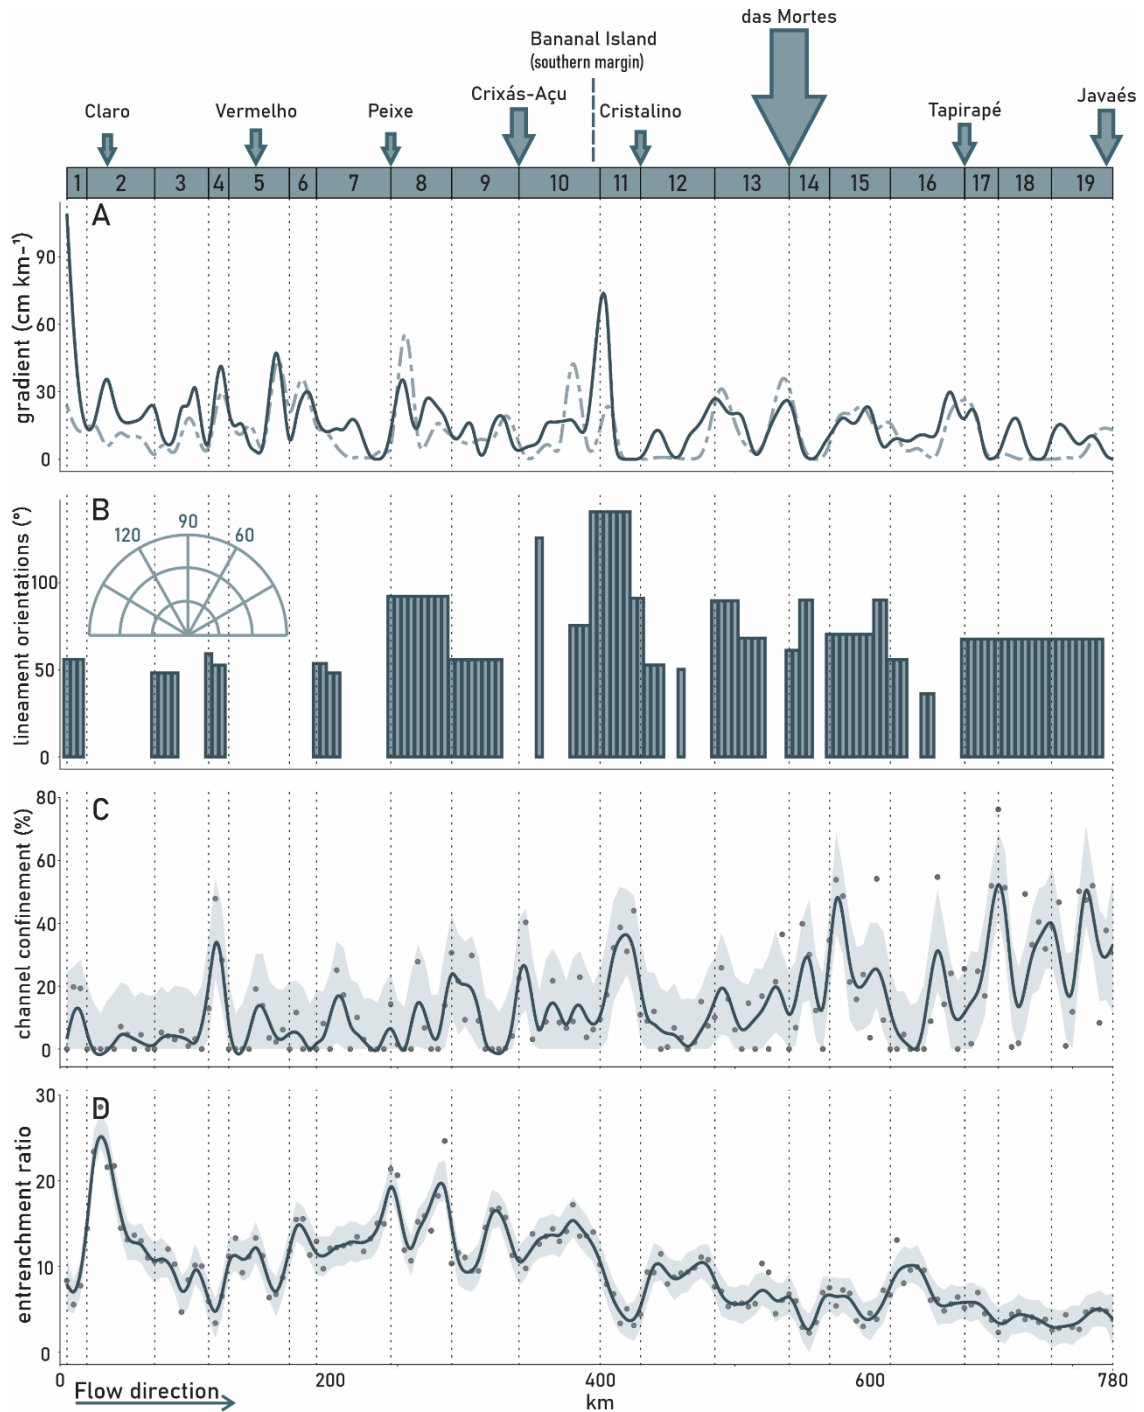 das Mortes
Bananal Island
(southern margin)
Claro
Vermelho
Peixe
Crixás-Açu
Cristalino
Tapirapé
Javaés
1 2 3 4 5 6 7 8 9 10 11 12 13 14 15 16 17 18 19
A
gradient (cm km-¹)
90
60
30
0
B
lineament orientations (°)
120 90 60
100
50
0
C
channel confinement (%)
80
60
40
20
0
D
entrenchment ratio
30
20
10
0
0 200 400 600 780
km
Flow direction